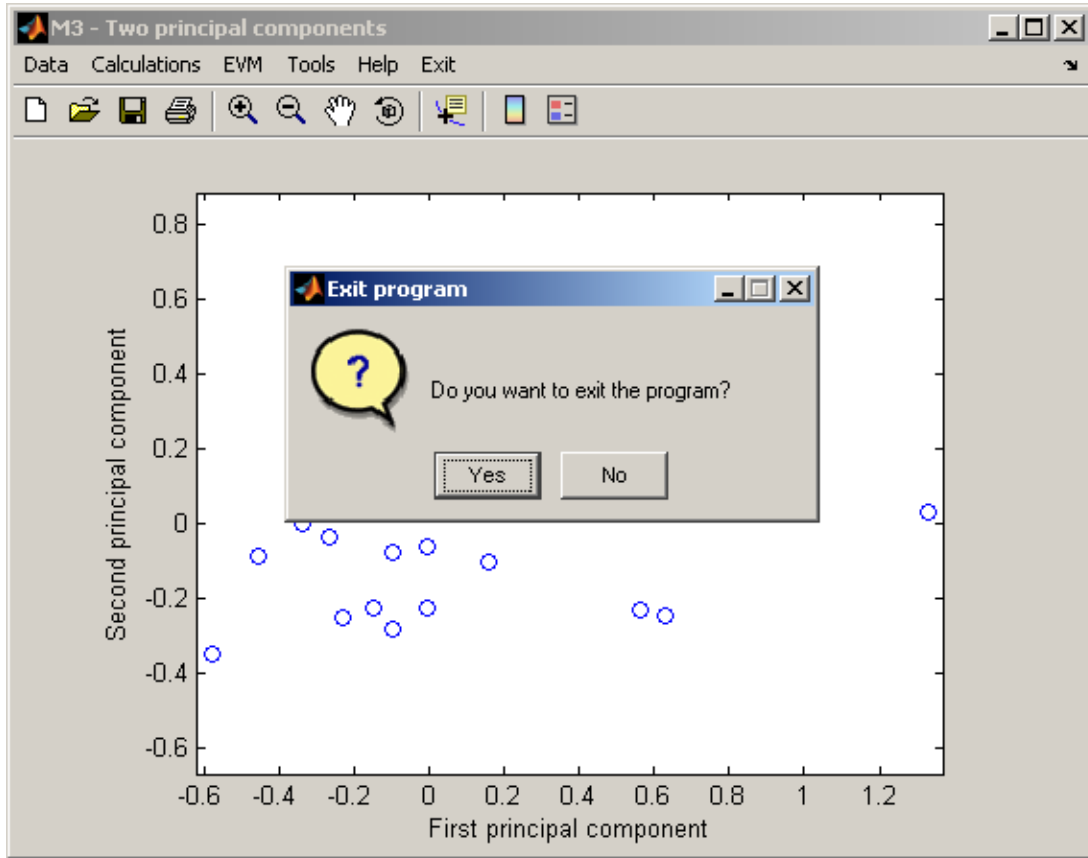 M3 - Two principal components
Data Calculations EVM Tools Help Exit
0.8
Exit program
0.6
?
Do you want to exit the program?
0.4
0.2
Yes No
0
-0.2
-0.4
-0.6
Second principal component
-0.6 -0.4 -0.2 0 0.2 0.4 0.6 0.8 1 1.2
First principal component